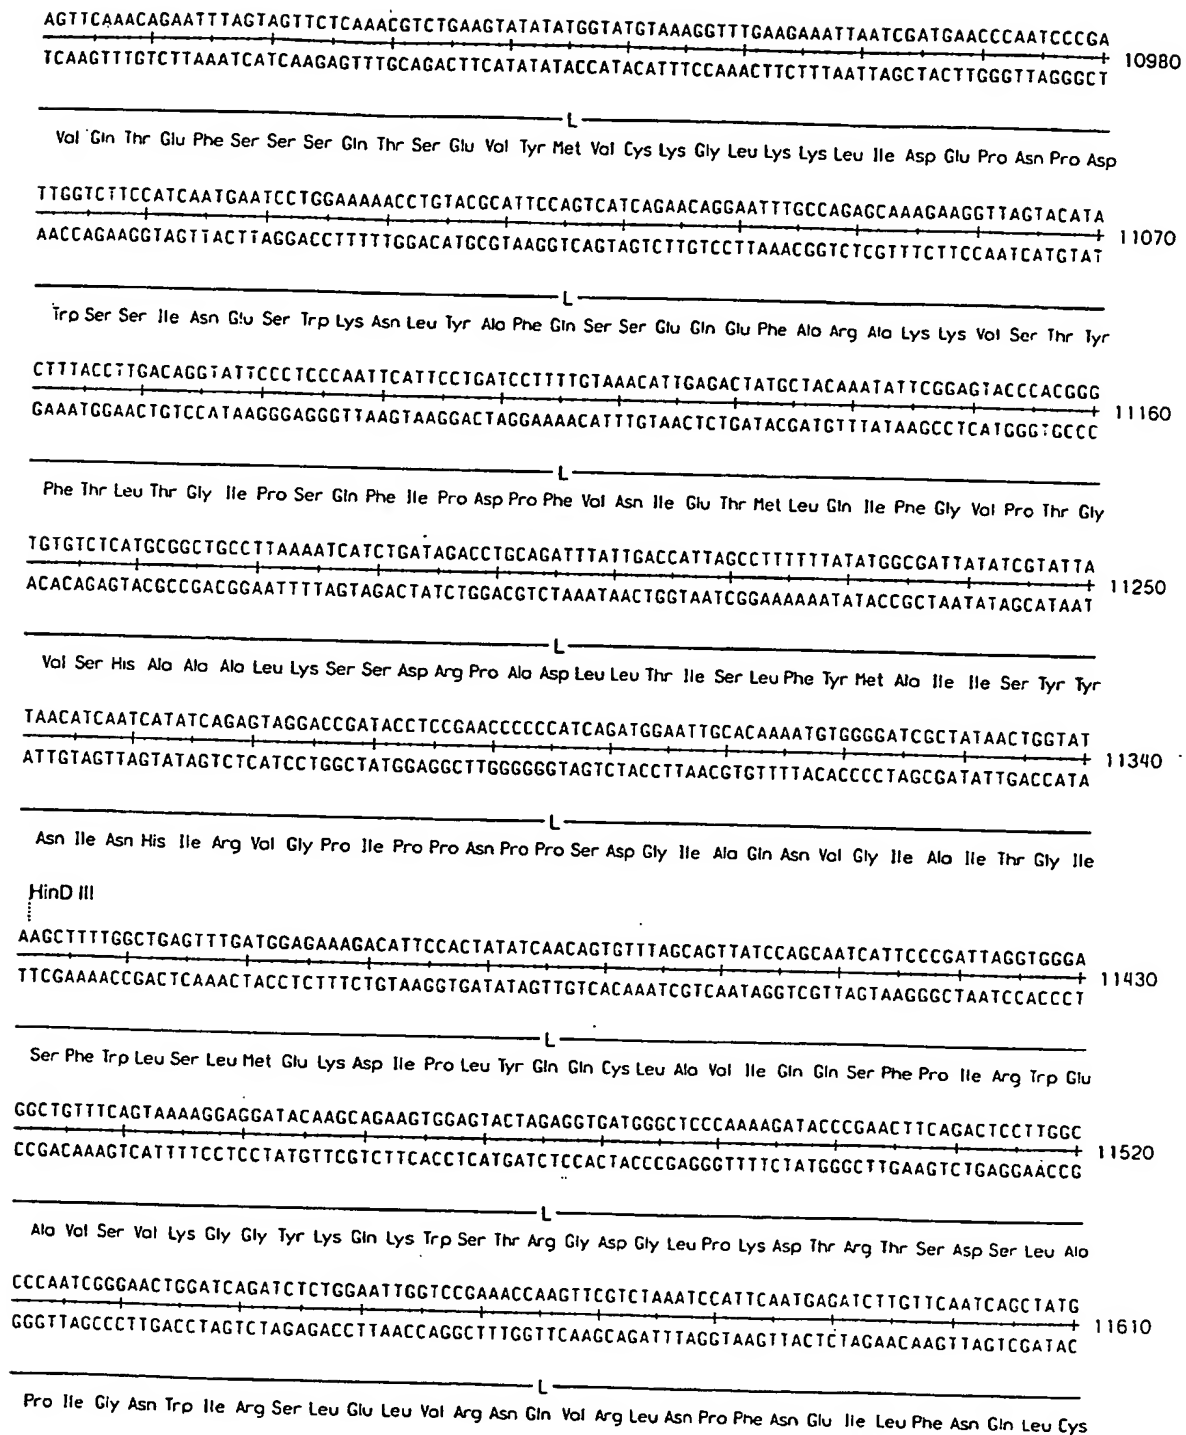 AGTTCAAACAGAATTTAGTAGTTCTCAAACGTCTGAAGTATATATGGTATGTAAAGGTTTGAAGAAATTAATCGATGAACCCAATCCCGA
10980
TCAAGTTTGTCTTAAATCATCAAGAGTTTGCAGACTTCATATATACCATACATTTCCAAACTTCTTTAATTAGCTACTTGGGTTAGGGCT
L
Val Gln Thr Glu Phe Ser Ser Ser Gln Thr Ser Glu Val Tyr Met Val Cys Lys Gly Leu Lys Lys Leu Ile Asp Glu Pro Asn Pro Asp
TTGGTCTTCCATCAATGAATCCTGGAAAAACCTGTACGCATTCCAGTCATCAGAACAGGAATTTGCCAGAGCAAAGAAGGTTAGTACATA
11070
AACCAGAAGGTAGTTACTTAGGACCTTTTTGGACATGCGTAAGGTCAGTAGTCTTGTCCTTAAACGGTCTCGTTTCTTCCAATCATGTAT
L
Trp Ser Ser Ile Asn Glu Ser Trp Lys Asn Leu Tyr Ala Phe Gln Ser Ser Glu Gln Glu Phe Ala Arg Ala Lys Lys Val Ser Thr Tyr
CTTTACCTTGACAGGTATTCCCTCCCAATTCATTCCTGATCCTTTTGTAAACATTGAGACTATGCTACAAATATTCGGAGTACCCACGGG
11160
GAAATGGAACTGTCCATAAGGGAGGGTTAAGTAAGGACTAGGAAAACATTTGTAACTCTGATACGATGTTTATAAGCCTCATGGGTGCCC
L
Phe Thr Leu Thr Gly Ile Pro Ser Gln Phe Ile Pro Asp Pro Phe Val Asn Ile Glu Thr Met Leu Gln Ile Phe Gly Val Pro Thr Gly
TGTGTCTCATGCGGCTGCCTTAAAATCATCTGATAGACCTGCAGATTTATTGACCATTAGCCTTTTTTATATGGCGATTATATCGTATTA
11250
ACACAGAGTACGCCGACGGAATTTTAGTAGACTATCTGGACGTCTAAATAACTGGTAATCGGAAAAAATATACCGCTAATATAGCATAAT
L
Val Ser His Ala Ala Ala Leu Lys Ser Ser Asp Arg Pro Ala Asp Leu Leu Thr Ile Ser Leu Phe Tyr Met Ala Ile Ile Ser Tyr Tyr
TAACATCAATCATATCAGAGTAGGACCGATACCTCCGAACCCCCCATCAGATGGAATTGCACAAAATGTGGGGATCGCTATAACTGGTAT
11340
ATTGTAGTTAGTATAGTCTCATCCTGGCTATGGAGGCTTGGGGGGTAGTCTACCTTAACGTGTTTTACACCCCTAGCGATATTGACCATA
L
Asn Ile Asn His Ile Arg Val Gly Pro Ile Pro Pro Asn Pro Pro Ser Asp Gly Ile Ala Gln Asn Val Gly Ile Ala Ile Thr Gly Ile
HinD III
AAGCTTTTGGCTGAGTTTGATGGAGAAAGACATTCCACTATATCAACAGTGTTTAGCAGTTATCCAGCAATCATTCCCGATTAGGTGGGA
11430
TTCGAAAACCGACTCAAACTACCTCTTTCTGTAAGGTGATATAGTTGTCACAAATCGTCAATAGGTCGTTAGTAAGGGCTAATCCACCCT
L
Ser Phe Trp Leu Ser Leu Met Glu Lys Asp Ile Pro Leu Tyr Gln Gln Cys Leu Ala Val Ile Gln Gln Ser Phe Pro Ile Arg Trp Glu
GGCTGTTTCAGTAAAAGGAGGATACAAGCAGAAGTGGAGTACTAGAGGTGATGGGCTCCCAAAAGATACCCGAACTTCAGACTCCTTGGC
11520
CCGACAAAGTCATTTTCCTCCTATGTTCGTCTTCACCTCATGATCTCCACTACCCGAGGGTTTTCTATGGGCTTGAAGTCTGAGGAACCG
L
Ala Val Ser Val Lys Gly Gly Tyr Lys Gln Lys Trp Ser Thr Arg Gly Asp Gly Leu Pro Lys Asp Thr Arg Thr Ser Asp Ser Leu Ala
CCCAATCGGGAACTGGATCAGATCTCTGGAATTGGTCCGAAACCAAGTTCGTCTAAATCCATTCAATGAGATCTTGTTCAATCAGCTATG
11610
GGGTTAGCCCTTGACCTAGTCTAGAGACCTTAACCAGGCTTTGGTTCAAGCAGATTTAGGTAAGTTACTCTAGAACAAGTTAGTCGATAC
L
Pro Ile Gly Asn Trp Ile Arg Ser Leu Glu Leu Val Arg Asn Gln Val Arg Leu Asn Pro Phe Asn Glu Ile Leu Phe Asn Gln Leu Cys